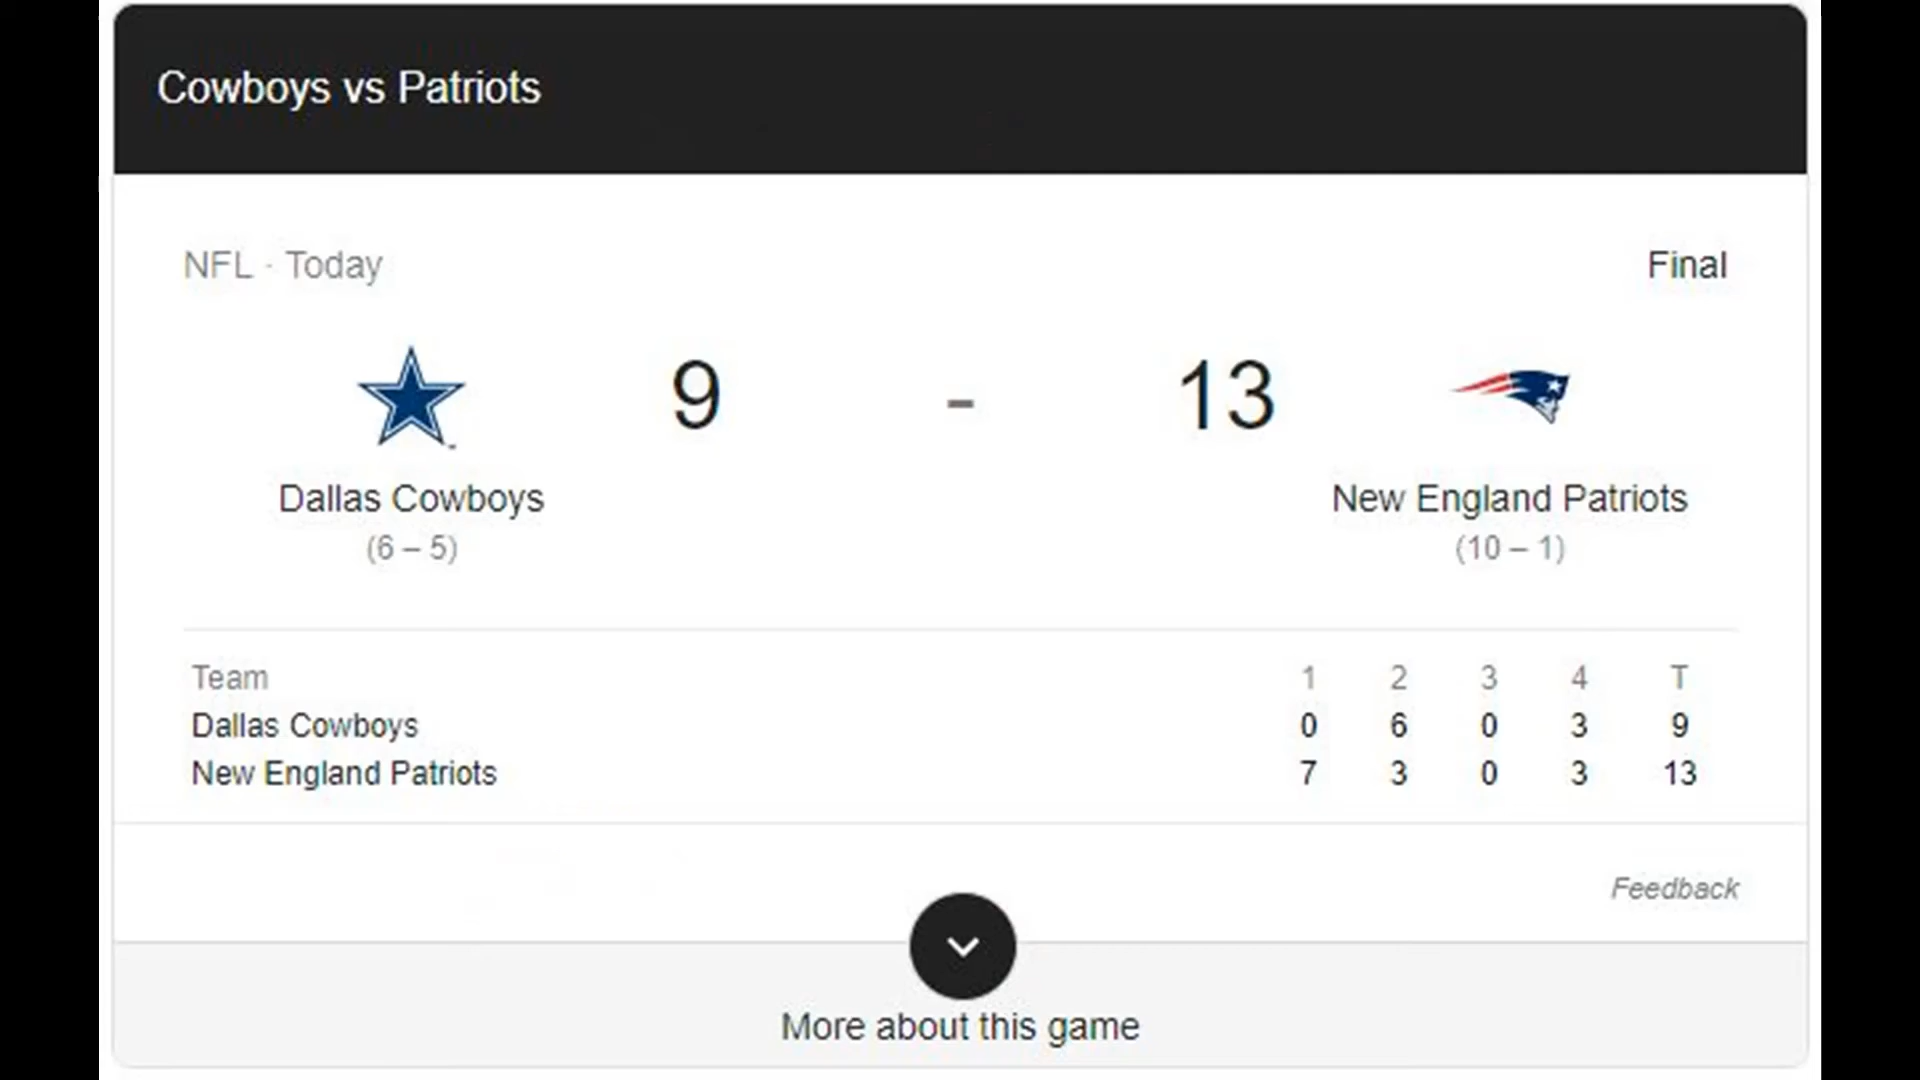 Cowboys vs Patriots
NFL · Today Final
9 - 13
Dallas Cowboys New England Patriots
(6 – 5) (10 – 1)
Team 1 2 3 4 T
Dallas Cowboys 0 6 0 3 9
New England Patriots 7 3 0 3 13
Feedback
More about this game